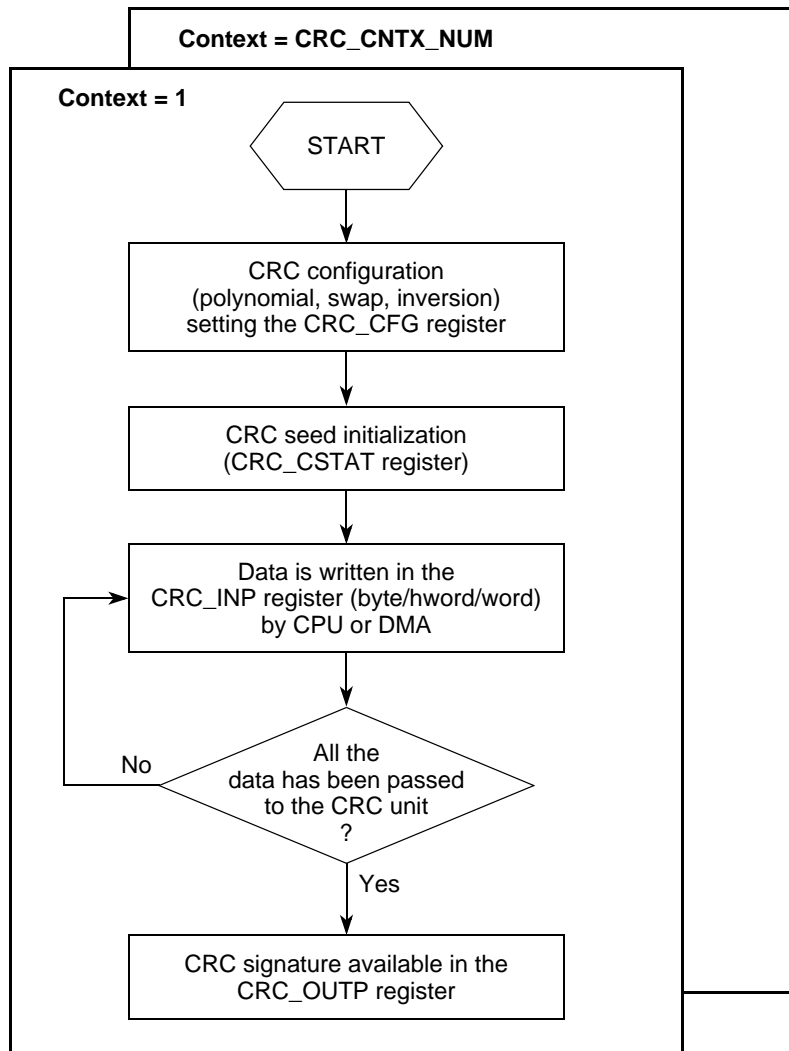 Context = CRC_CNTX_NUM
Context = 1
START
CRC configuration
(polynomial, swap, inversion)
setting the CRC_CFG register
CRC seed initialization
(CRC_CSTAT register)
Data is written in the
CRC_INP register (byte/hword/word)
by CPU or DMA
No
All the
data has been passed
to the CRC unit
?
Yes
CRC signature available in the
CRC_OUTP register